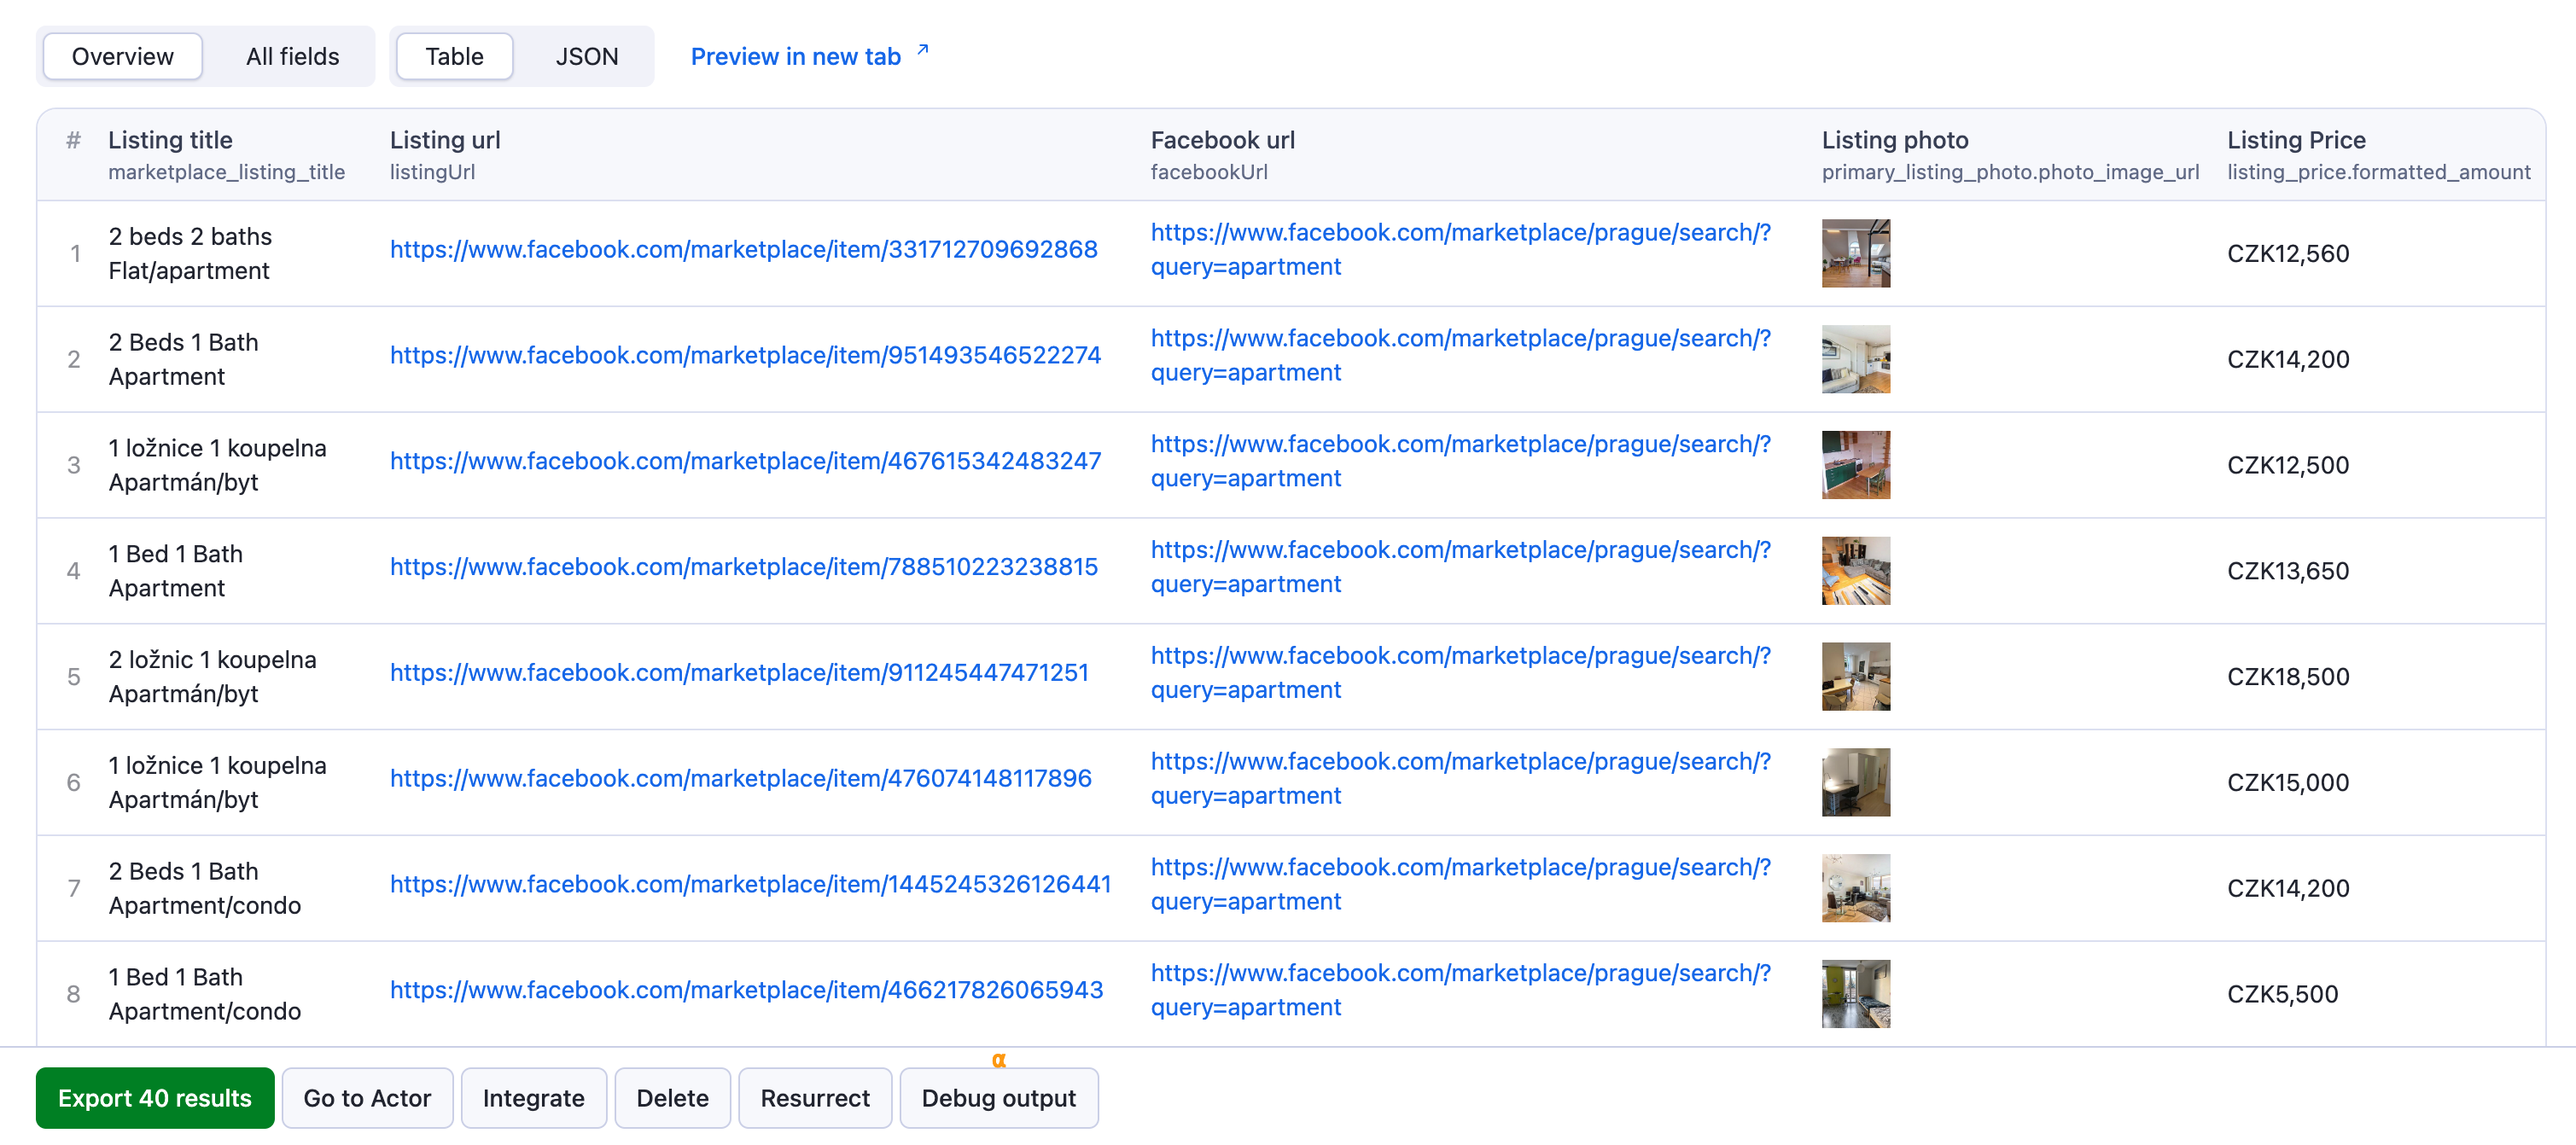 Overview All fields Table JSON Preview in new tab ↗
# Listing title Listing url Facebook url Listing photo Listing Price
marketplace_listing_title listingUrl facebookUrl primary_listing_photo.photo_image_url listing_price.formatted_amount
1 2 beds 2 baths https://www.facebook.com/marketplace/item/331712709692868 https://www.facebook.com/marketplace/prague/search/? CZK12,560
Flat/apartment query=apartment
2 2 Beds 1 Bath https://www.facebook.com/marketplace/item/951493546522274 https://www.facebook.com/marketplace/prague/search/? CZK14,200
Apartment query=apartment
3 1 ložnice 1 koupelna https://www.facebook.com/marketplace/item/467615342483247 https://www.facebook.com/marketplace/prague/search/? CZK12,500
Apartmán/byt query=apartment
4 1 Bed 1 Bath https://www.facebook.com/marketplace/item/788510223238815 https://www.facebook.com/marketplace/prague/search/? CZK13,650
Apartment query=apartment
5 2 ložnic 1 koupelna https://www.facebook.com/marketplace/item/911245447471251 https://www.facebook.com/marketplace/prague/search/? CZK18,500
Apartmán/byt query=apartment
6 1 ložnice 1 koupelna https://www.facebook.com/marketplace/item/476074148117896 https://www.facebook.com/marketplace/prague/search/? CZK15,000
Apartmán/byt query=apartment
7 2 Beds 1 Bath https://www.facebook.com/marketplace/item/1445245326126441 https://www.facebook.com/marketplace/prague/search/? CZK14,200
Apartment/condo query=apartment
8 1 Bed 1 Bath https://www.facebook.com/marketplace/item/466217826065943 https://www.facebook.com/marketplace/prague/search/? CZK5,500
Apartment/condo query=apartment
α
Export 40 results Go to Actor Integrate Delete Resurrect Debug output